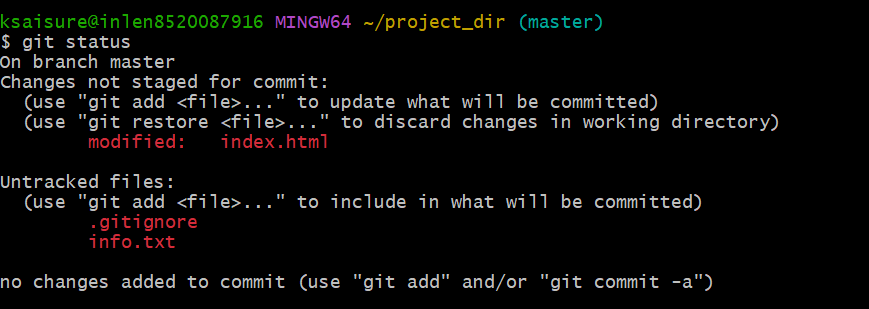 ksaisure@inlen8520087916 MINGW64 ~/project_dir (master)
$ git status
On branch master
Changes not staged for commit:
  (use "git add <file>..." to update what will be committed)
  (use "git restore <file>..." to discard changes in working directory)
        modified:   index.html

Untracked files:
  (use "git add <file>..." to include in what will be committed)
        .gitignore
        info.txt

no changes added to commit (use "git add" and/or "git commit -a")